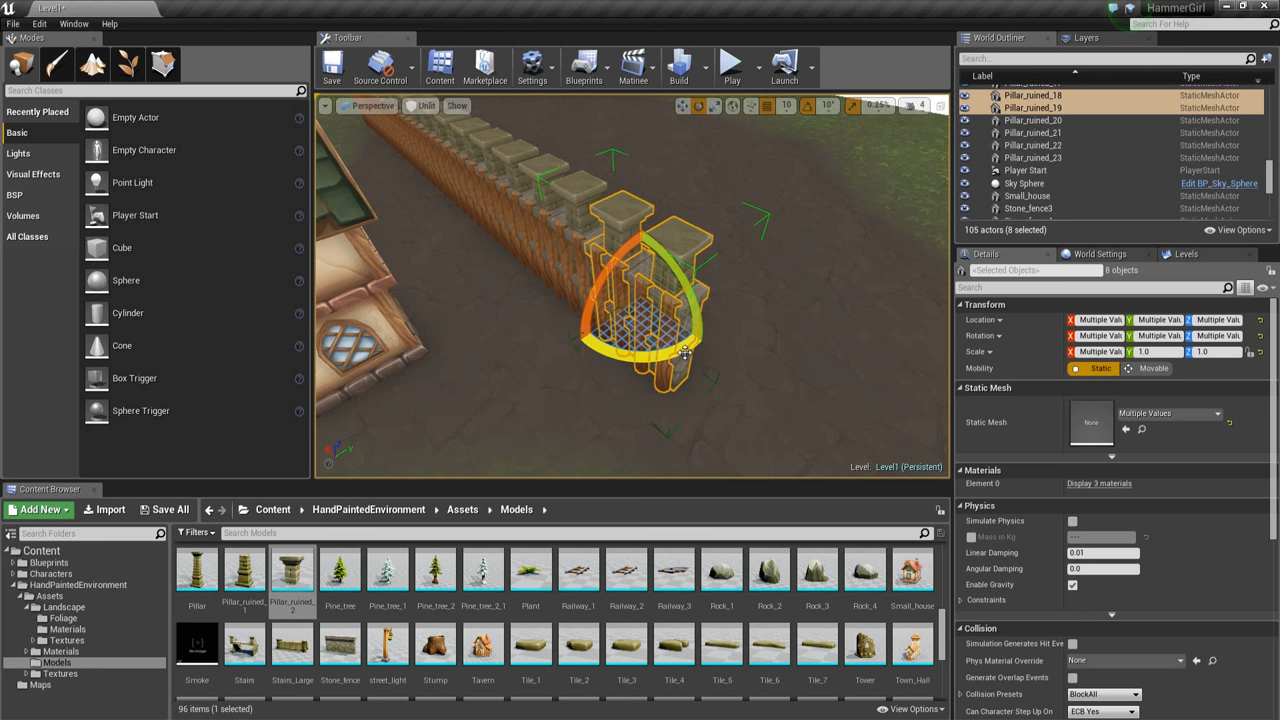 Level1*
HammerGirl
File Edit Window Help
Search For Help
Modes
Toolbar
World Outliner
Layers
Search Classes
Save
Source Control
Content
Marketplace
Settings
Blueprints
Matinee
Build
Play
Launch
Search...
Label
Type
Pillar_ruined_18 StaticMeshActor
Pillar_ruined_19 StaticMeshActor
Pillar_ruined_20 StaticMeshActor
Pillar_ruined_21 StaticMeshActor
Pillar_ruined_22 StaticMeshActor
Pillar_ruined_23 StaticMeshActor
Player Start PlayerStart
Sky Sphere Edit BP_Sky_Sphere
Small_house StaticMeshActor
Stone_fence3 StaticMeshActor
105 actors (8 selected)
View Options
Recently Placed
Basic
Lights
Visual Effects
BSP
Volumes
All Classes
Empty Actor
Empty Character
Point Light
Player Start
Cube
Sphere
Cylinder
Cone
Box Trigger
Sphere Trigger
Perspective
Unlit
Show
10
10°
0.25
4
Level: Level1 (Persistent)
Details
World Settings
Levels
<Selected Objects>
8 objects
Search
Transform
Location X Multiple Valu Y Multiple Valu Z Multiple Valu
Rotation X Multiple Valu Y Multiple Valu Z Multiple Valu
Scale X Multiple Valu Y 1.0 Z 1.0
Mobility Static Movable
Static Mesh
Static Mesh None Multiple Values
Materials
Element 0 Display 3 materials
Physics
Simulate Physics
Mass in Kg ---
Linear Damping 0.01
Angular Damping 0.0
Enable Gravity
Constraints
Collision
Simulation Generates Hit Eve
Phys Material Override None
Generate Overlap Events
Collision Presets BlockAll
Can Character Step Up On ECB Yes
Content Browser
Add New
Import
Save All
Content
HandPaintedEnvironment
Assets
Models
Search Folders
Filters
Search Models
Content
Blueprints
Characters
HandPaintedEnvironment
Assets
Landscape
Foliage
Materials
Textures
Materials
Models
Textures
Maps
Pillar
Pillar_ruined_1
Pillar_ruined_2
Pine_tree
Pine_tree_1
Pine_tree_2
Pine_tree_2_1
Plant
Railway_1
Railway_2
Railway_3
Rock_1
Rock_2
Rock_3
Rock_4
Small_house
Smoke
Stairs
Stairs_Large
Stone_fence
street_light
Stump
Tavern
Tile_1
Tile_2
Tile_3
Tile_4
Tile_5
Tile_6
Tile_7
Tower
Town_Hall
96 items (1 selected)
View Options